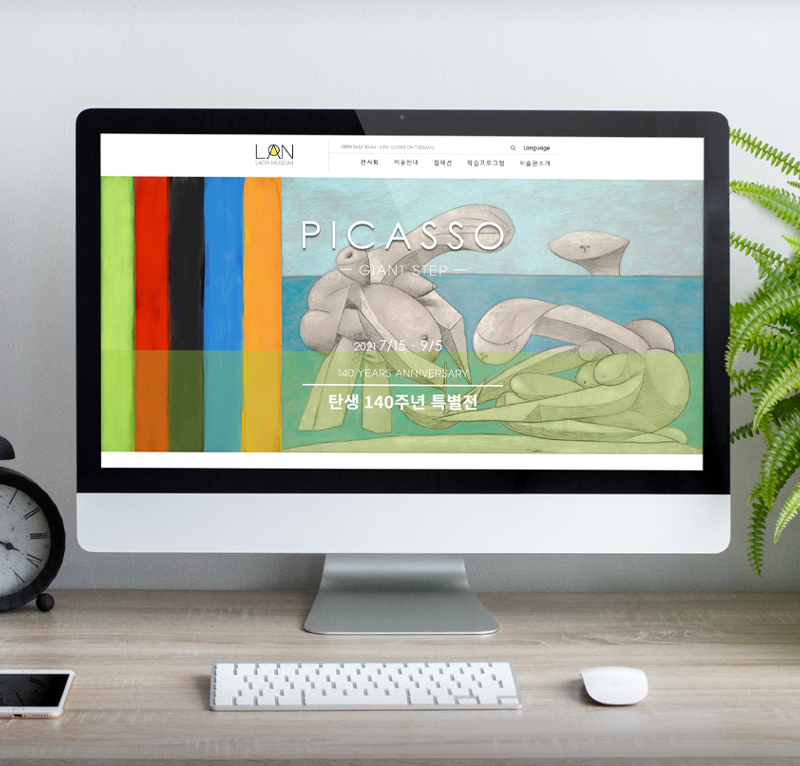 LAN
LAON MUSEUM
OPEN DAILY 10 AM - 6 PM, CLOSED ON TUESDAYS
Language
전시회 이용안내 컬렉션 학습프로그램 미술관소개
PICASSO
— GIANT STEP —
2021 7/15 - 9/5
140 YEARS ANNIVERSARY
탄생 140주년 특별전